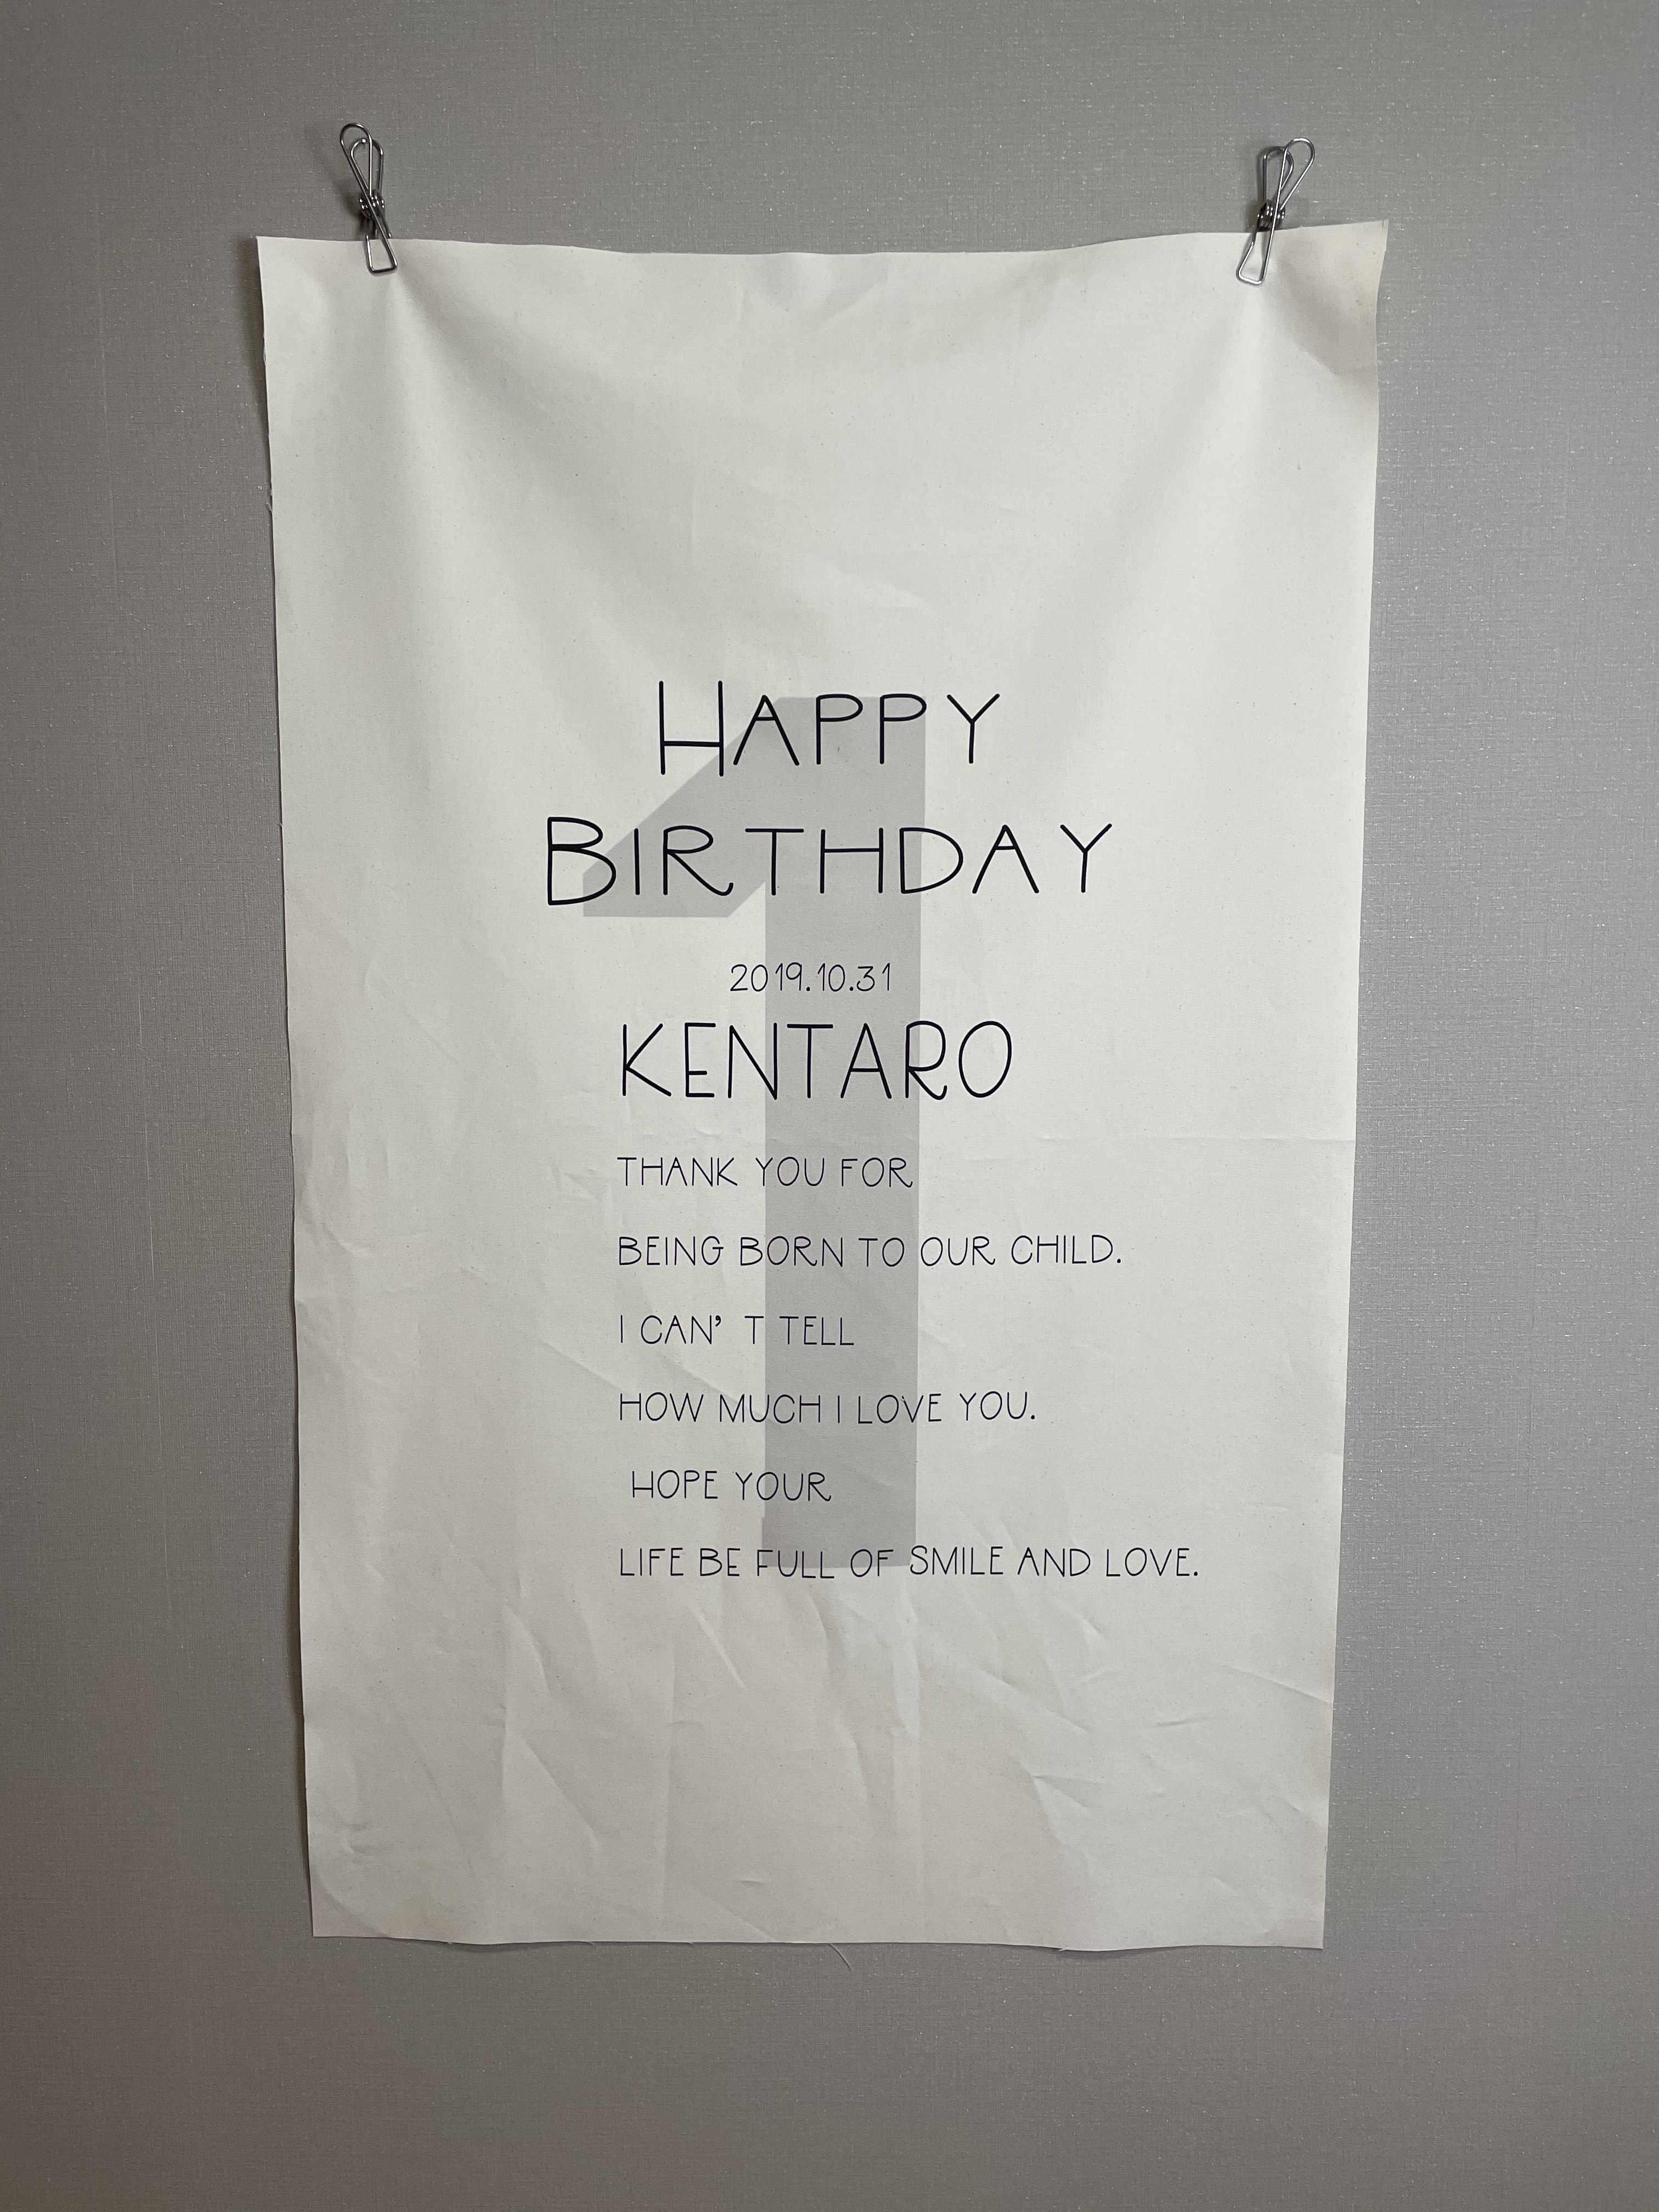 1
HAPPY
BIRTHDAY
2019.10.31
KENTARO
THANK YOU FOR
BEING BORN TO OUR CHILD.
I CAN’ T TELL
HOW MUCH I LOVE YOU.
HOPE YOUR
LIFE BE FULL OF SMILE AND LOVE.